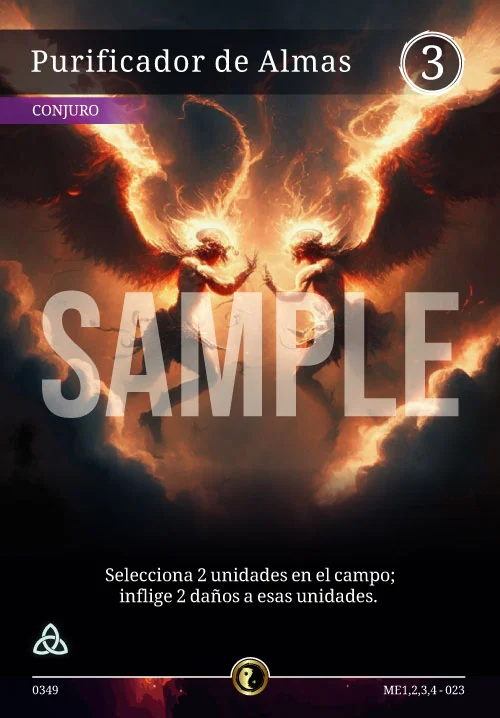 Purificador de Almas
3
CONJURO
SAMPLE
Selecciona 2 unidades en el campo;
inflige 2 daños a esas unidades.
0349
ME1,2,3,4 - 023